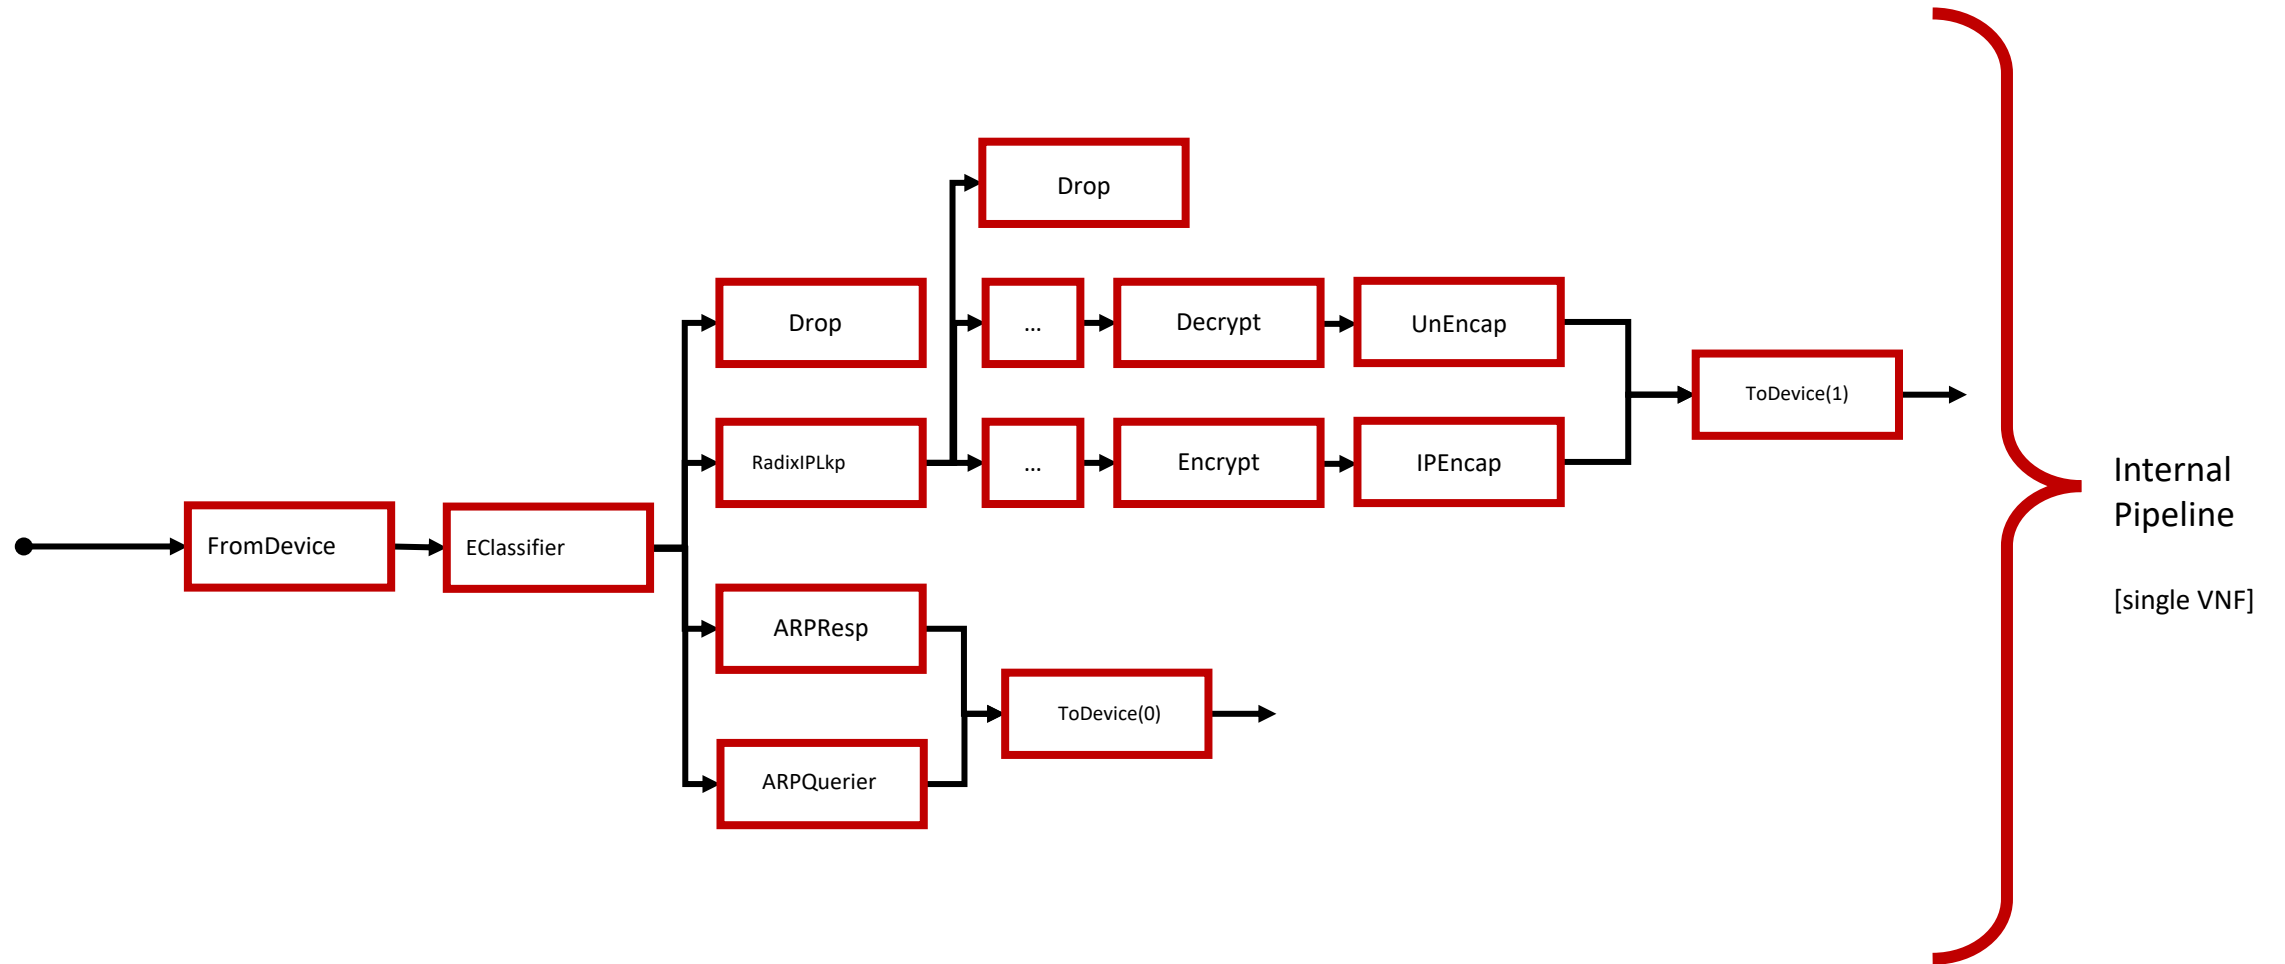 Drop
Drop
...
Decrypt
UnEncap
ToDevice(1)
RadixIPLkp
...
Encrypt
IPEncap
Internal
Pipeline
[single VNF]
FromDevice
EClassifier
ARPResp
ToDevice(0)
ARPQuerier